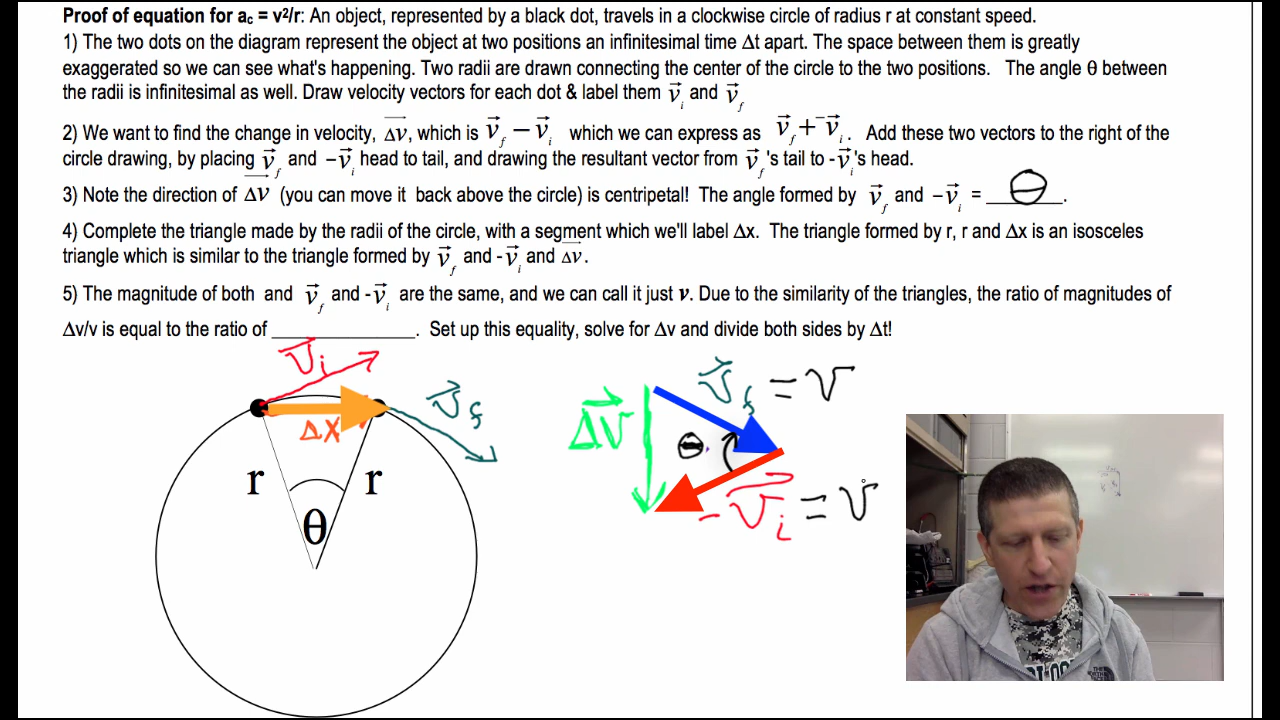 Proof of equation for a꜀ = v²/r: An object, represented by a black dot, travels in a clockwise circle of radius r at constant speed.
1) The two dots on the diagram represent the object at two positions an infinitesimal time Δt apart. The space between them is greatly
exaggerated so we can see what's happening. Two radii are drawn connecting the center of the circle to the two positions. The angle θ between
the radii is infinitesimal as well. Draw velocity vectors for each dot & label them v⃗ᵢ and v⃗_f
2) We want to find the change in velocity, Δv⃗, which is v⃗_f − v⃗ᵢ which we can express as v⃗_f + −v⃗ᵢ. Add these two vectors to the right of the
circle drawing, by placing v⃗_f and −v⃗ᵢ head to tail, and drawing the resultant vector from v⃗_f's tail to -v⃗ᵢ's head.
3) Note the direction of Δv⃗ (you can move it back above the circle) is centripetal! The angle formed by v⃗_f and −v⃗ᵢ = θ.
4) Complete the triangle made by the radii of the circle, with a segment which we'll label Δx. The triangle formed by r, r and Δx is an isosceles
triangle which is similar to the triangle formed by v⃗_f and -v⃗ᵢ and Δv⃗.
5) The magnitude of both and v⃗_f and -v⃗ᵢ are the same, and we can call it just v. Due to the similarity of the triangles, the ratio of magnitudes of
Δv/v is equal to the ratio of ______________. Set up this equality, solve for Δv and divide both sides by Δt!
v⃗ᵢ
v⃗_f
Δx
r
r
θ
v⃗_f = v
Δv⃗
θ
-v⃗ᵢ = v